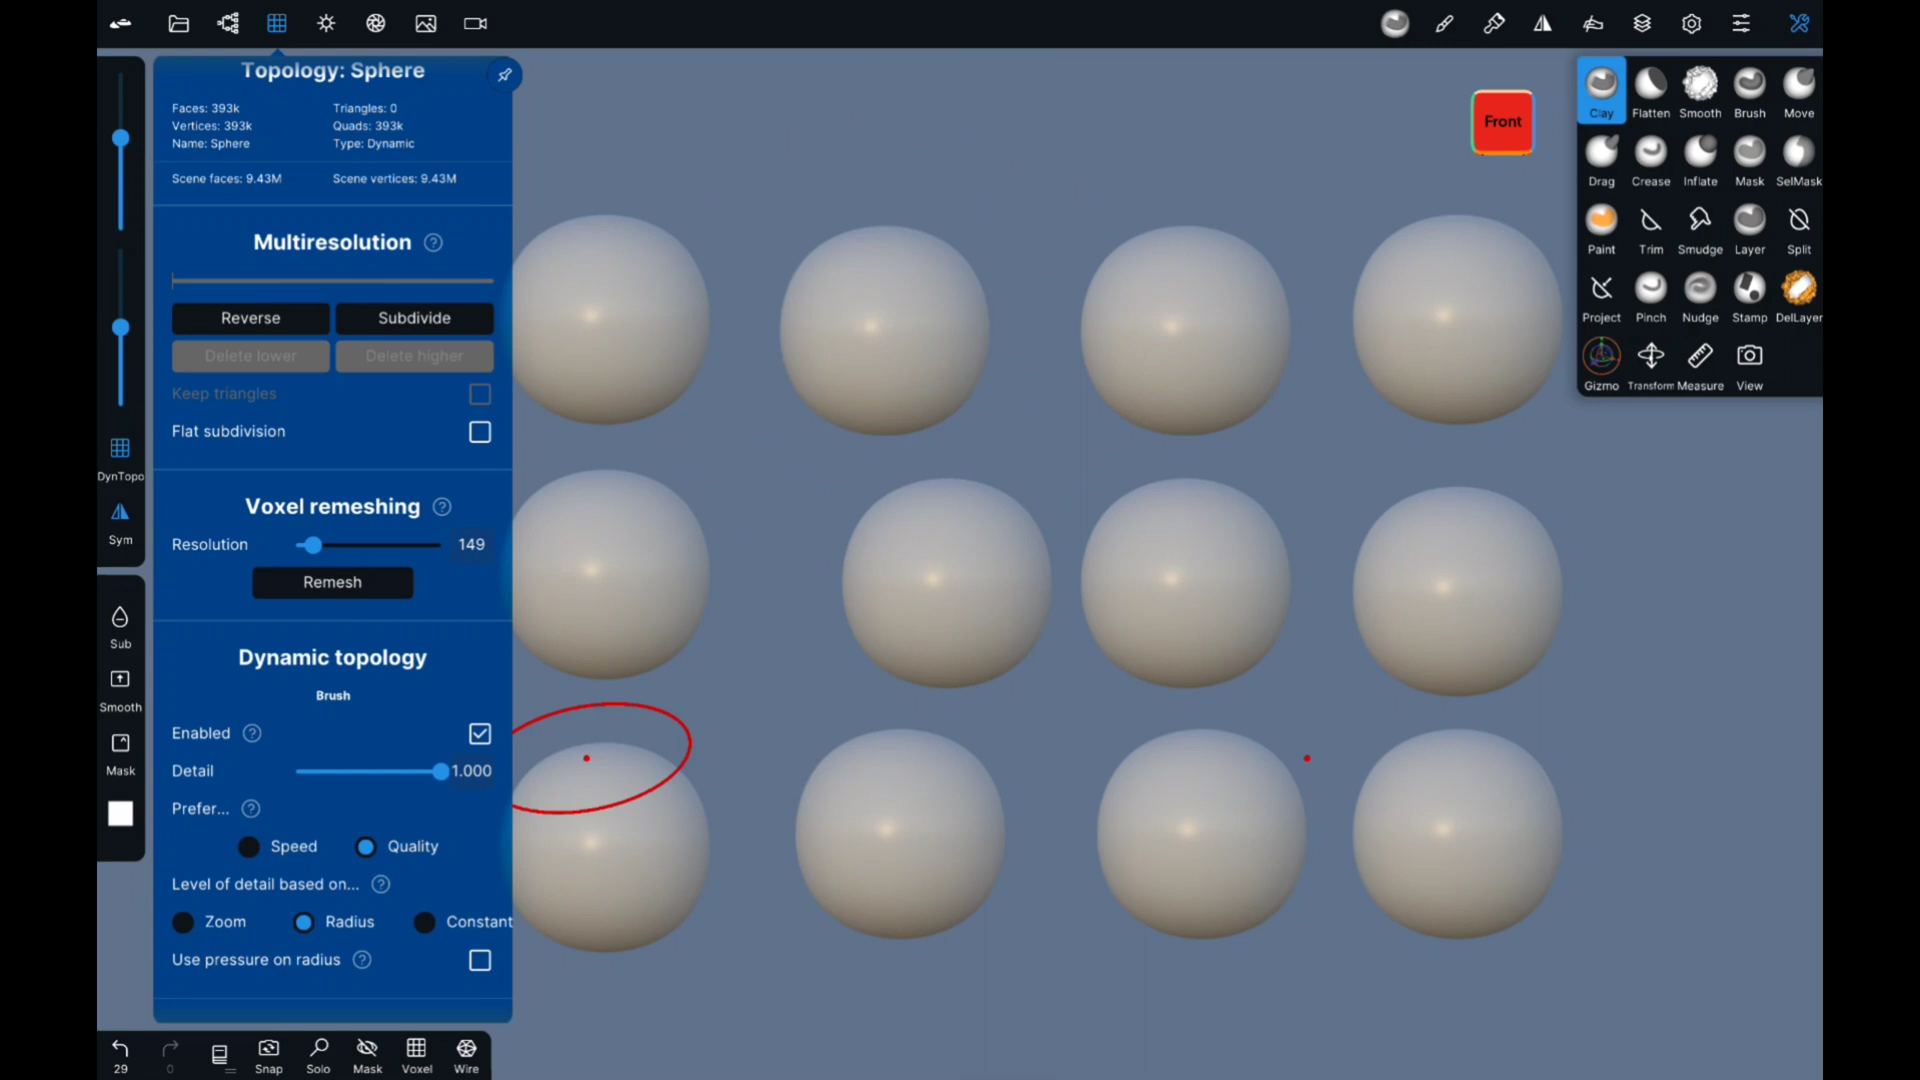 Topology: Sphere
Faces: 393k
Triangles: 0
Vertices: 393k
Quads: 393k
Name: Sphere
Type: Dynamic
Scene faces: 9.43M
Scene vertices: 9.43M
Multiresolution ?
Reverse
Subdivide
Delete lower
Delete higher
Keep triangles
Flat subdivision
Voxel remeshing ?
Resolution
149
Remesh
Dynamic topology
Brush
Enabled ?
Detail
1.000
Prefer... ?
Speed
Quality
Level of detail based on... ?
Zoom
Radius
Constant
Use pressure on radius ?
DynTopo
Sym
Sub
Smooth
Mask
29
0
Snap
Solo
Mask
Voxel
Wire
Front
Clay
Flatten
Smooth
Brush
Move
Drag
Crease
Inflate
Mask
SelMask
Paint
Trim
Smudge
Layer
Split
Project
Pinch
Nudge
Stamp
DelLayer
Gizmo
Transform
Measure
View